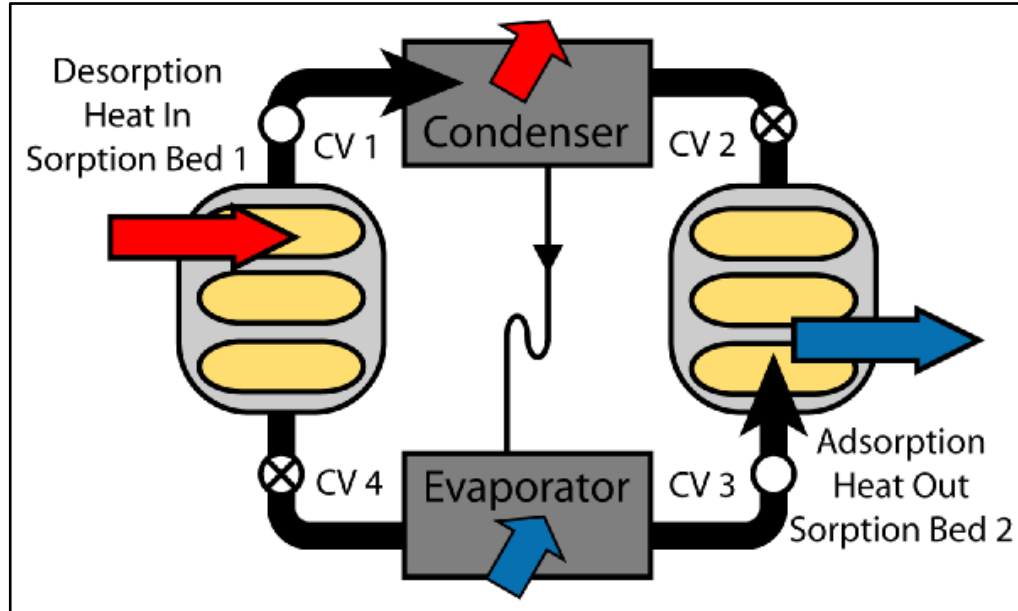 Desorption
Heat In
Sorption Bed 1
CV 1
Condenser
CV 2
CV 4
Evaporator
CV 3
Adsorption
Heat Out
Sorption Bed 2